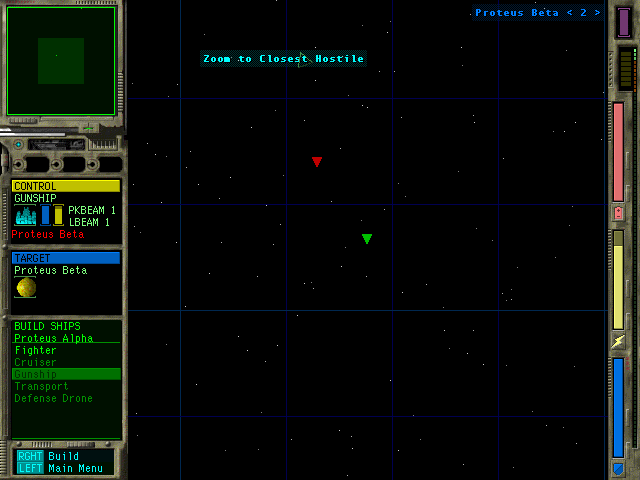 Proteus Beta < 2 >
Zoom to Closest Hostile
CONTROL
GUNSHIP
PKBEAM 1
LBEAM 1
Proteus Beta
TARGET
Proteus Beta
BUILD SHIPS
Proteus Alpha
Fighter
Cruiser
Gunship
Transport
Defense Drone
RGHT Build
LEFT Main Menu